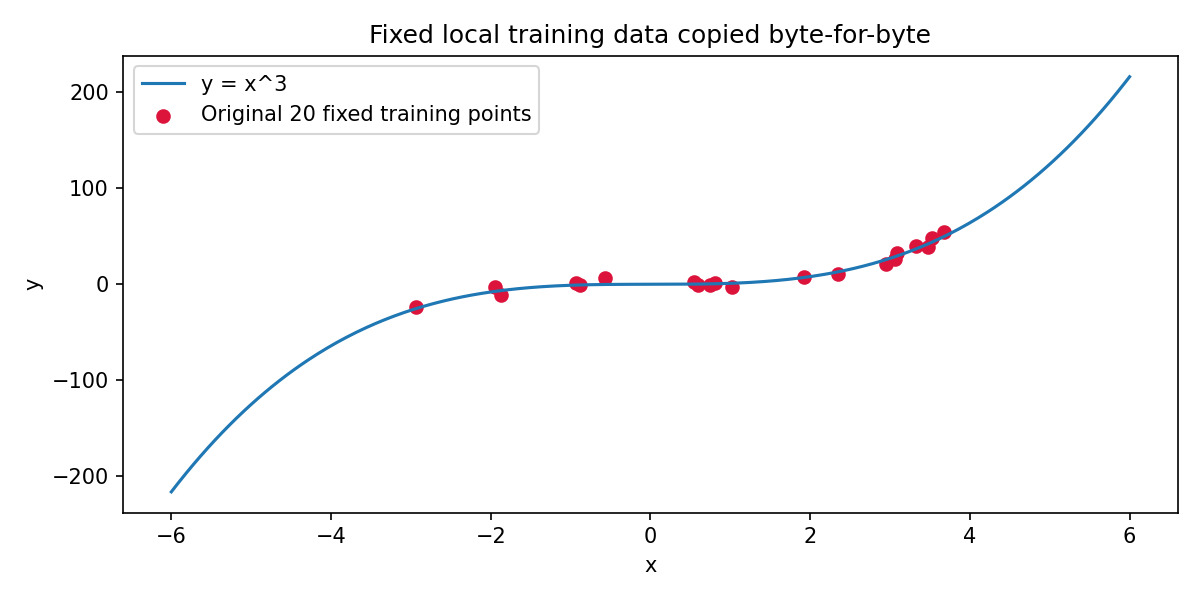 Fixed local training data copied byte-for-byte
y = x^3
Original 20 fixed training points
200
100
0
−100
−200
y
−6
−4
−2
0
2
4
6
x